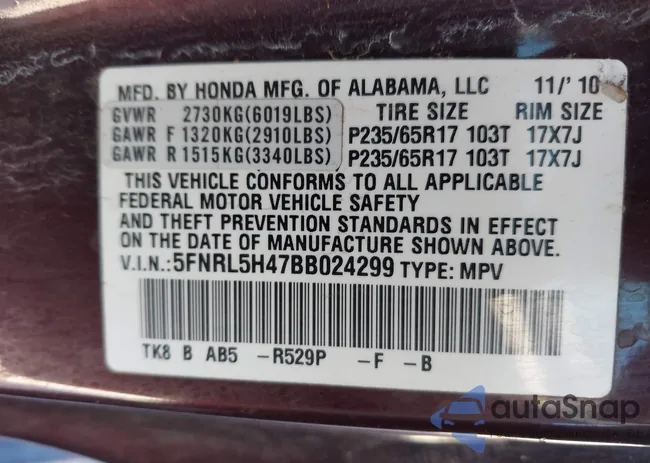 MFD. BY HONDA MFG. OF ALABAMA, LLC 11/' 10
GVWR 2730KG(6019LBS) TIRE SIZE RIM SIZE
GAWR F 1320KG(2910LBS) P235/65R17 103T 17X7J
GAWR R 1515KG(3340LBS) P235/65R17 103T 17X7J
THIS VEHICLE CONFORMS TO ALL APPLICABLE
FEDERAL MOTOR VEHICLE SAFETY
AND THEFT PREVENTION STANDARDS IN EFFECT
ON THE DATE OF MANUFACTURE SHOWN ABOVE.
V.I.N.:5FNRL5H47BB024299 TYPE: MPV
TK8 B AB5 -R529P -F -B
autoSnap